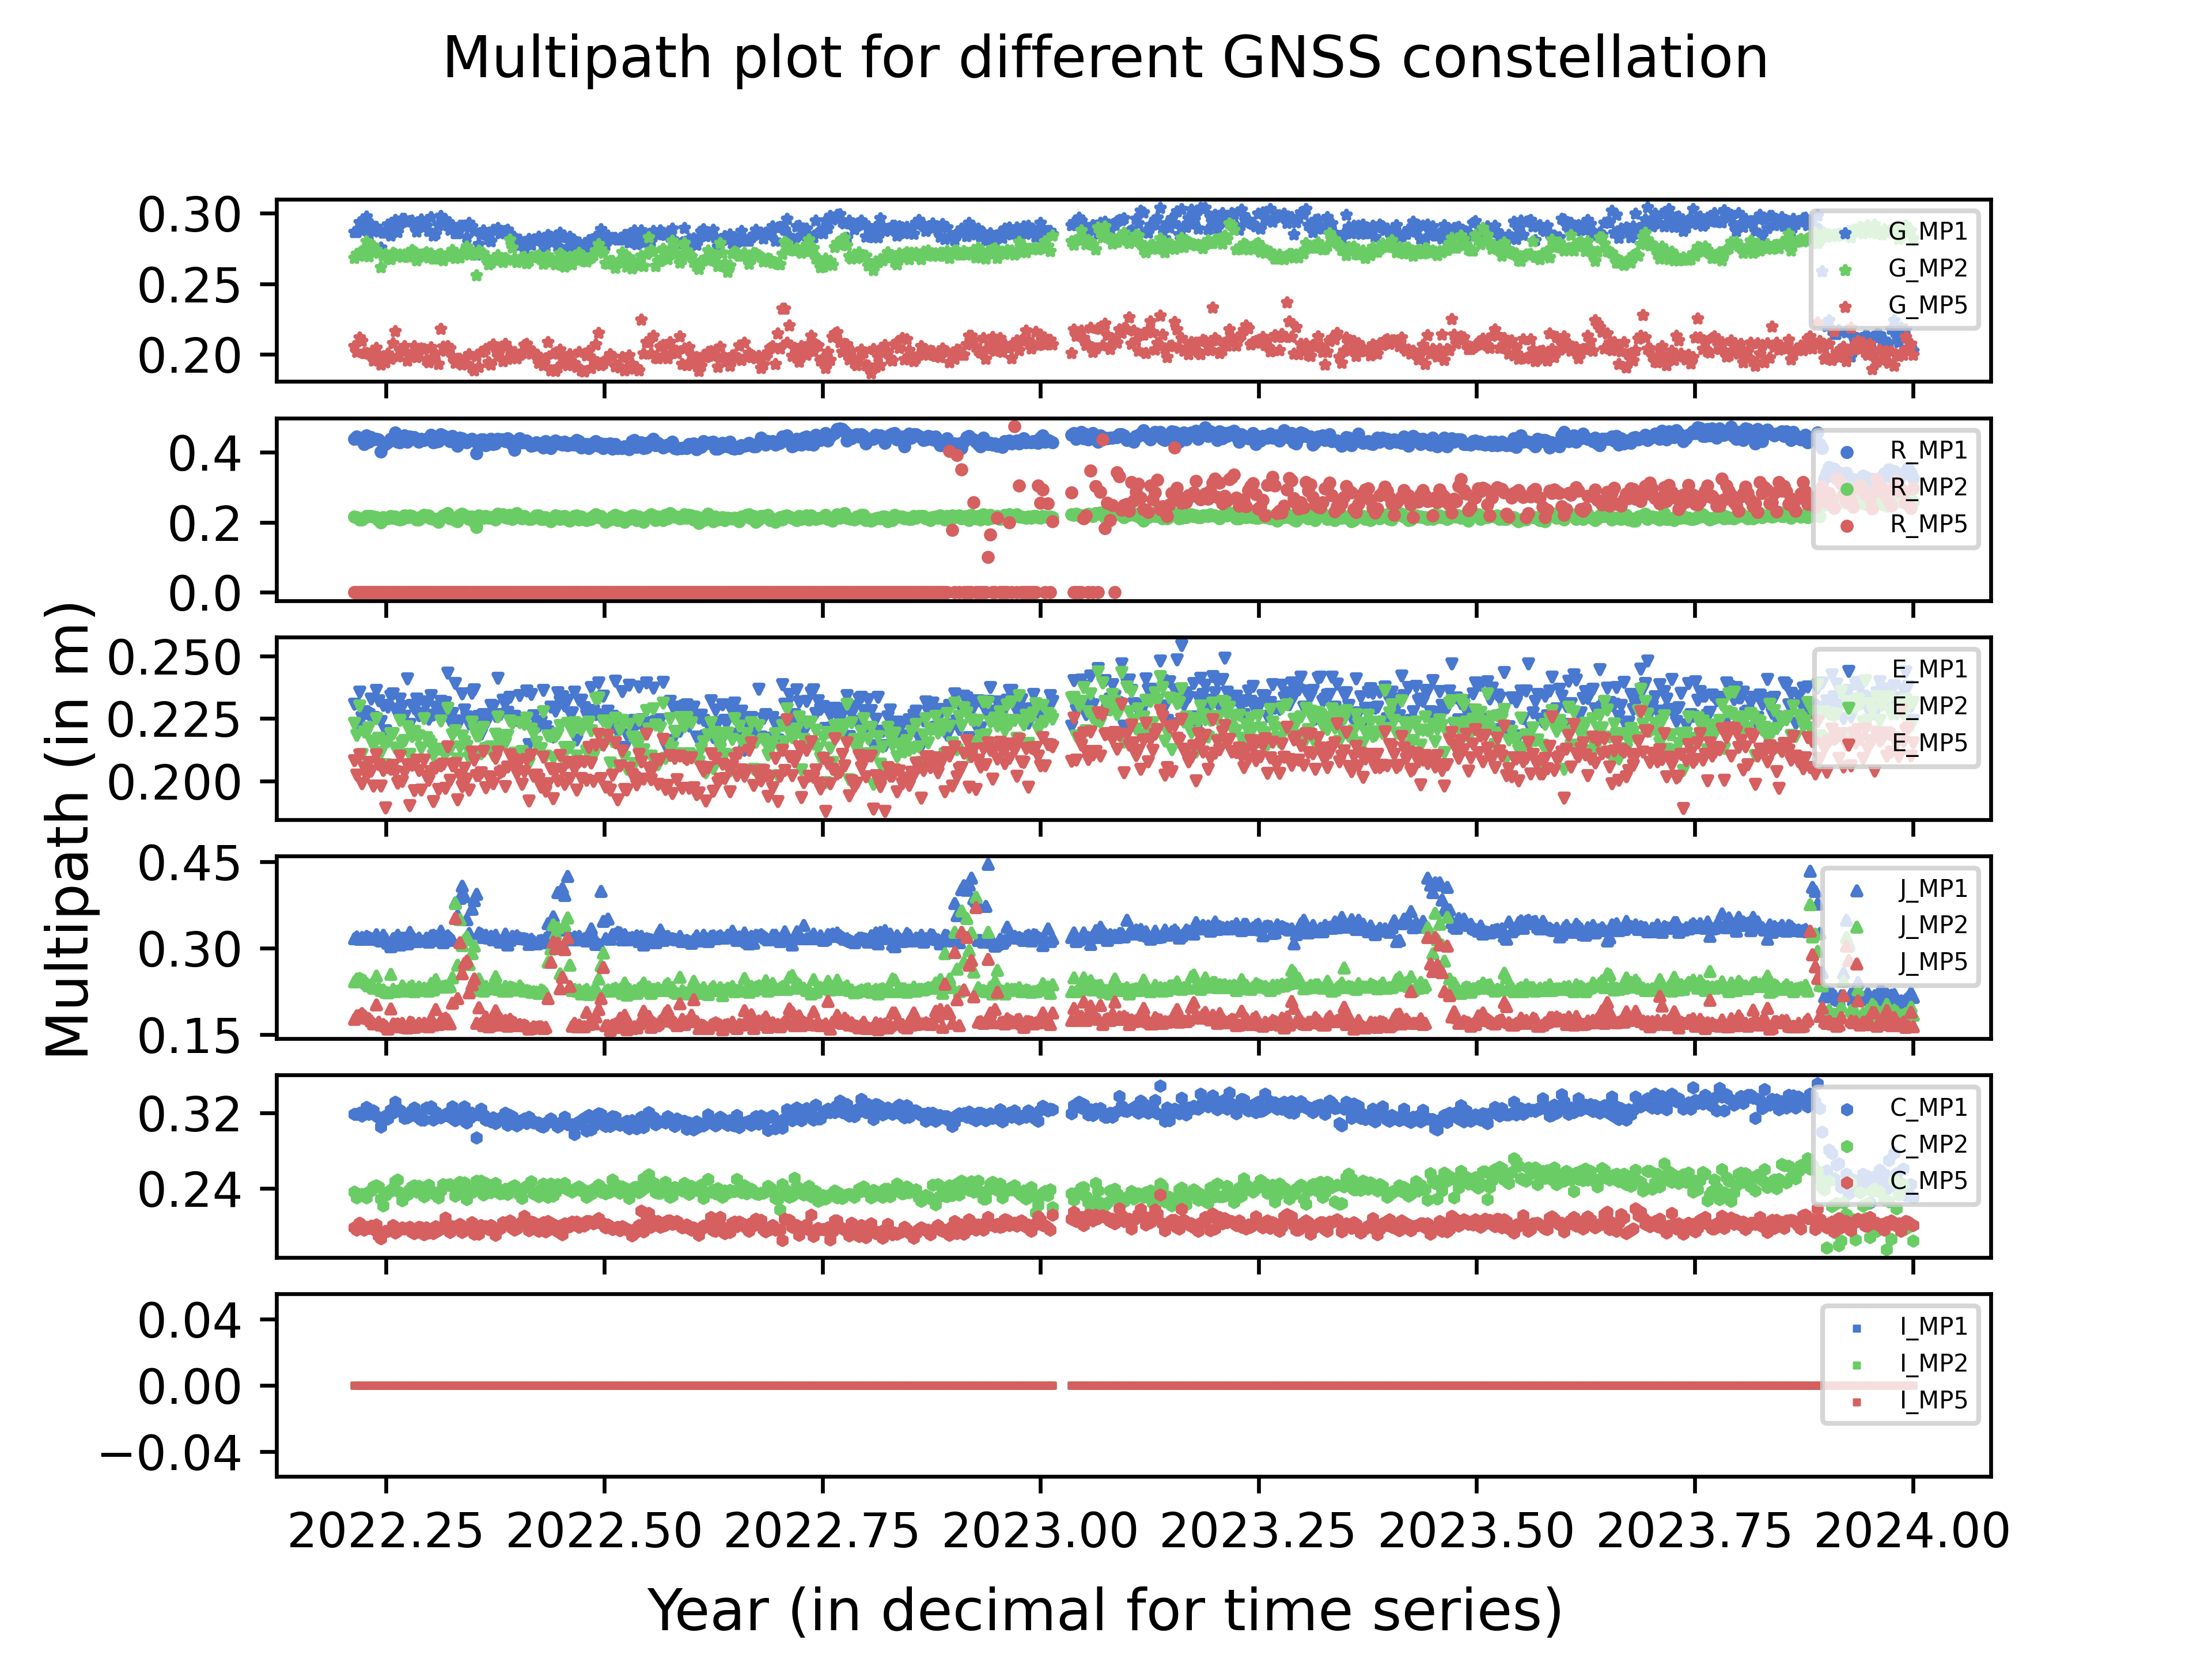 Multipath plot for different GNSS constellation
0.30
0.25
0.20
G_MP1
G_MP2
G_MP5
0.4
0.2
0.0
R_MP1
R_MP2
R_MP5
0.250
0.225
0.200
E_MP1
E_MP2
E_MP5
Multipath (in m)
0.45
0.30
0.15
J_MP1
J_MP2
J_MP5
0.32
0.24
C_MP1
C_MP2
C_MP5
0.04
0.00
−0.04
I_MP1
I_MP2
I_MP5
2022.25 2022.50 2022.75 2023.00 2023.25 2023.50 2023.75 2024.00
Year (in decimal for time series)